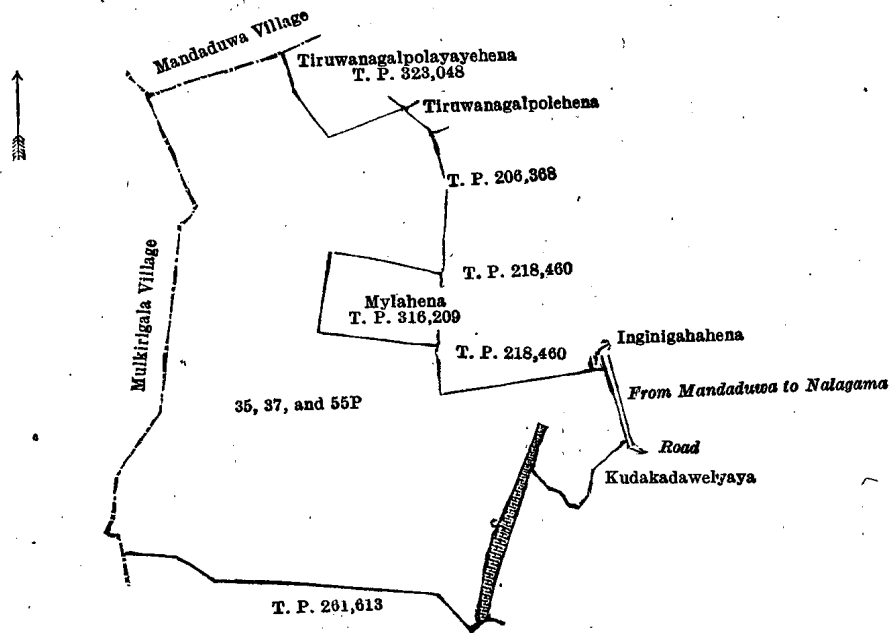 Mandaduwa Village
Tiruwanagalpolayayehena
T. P. 323,048
Tiruwanagalpolehena
T. P. 206,368
Mulkirigala Village
T. P. 218,460
Mylahena
T. P. 316,209
T. P. 218,460
Inginigahahena
From Mandaduwa to Nalagama
35, 37, and 55P
Road
Kudakadawelyaya
T. P. 261,613